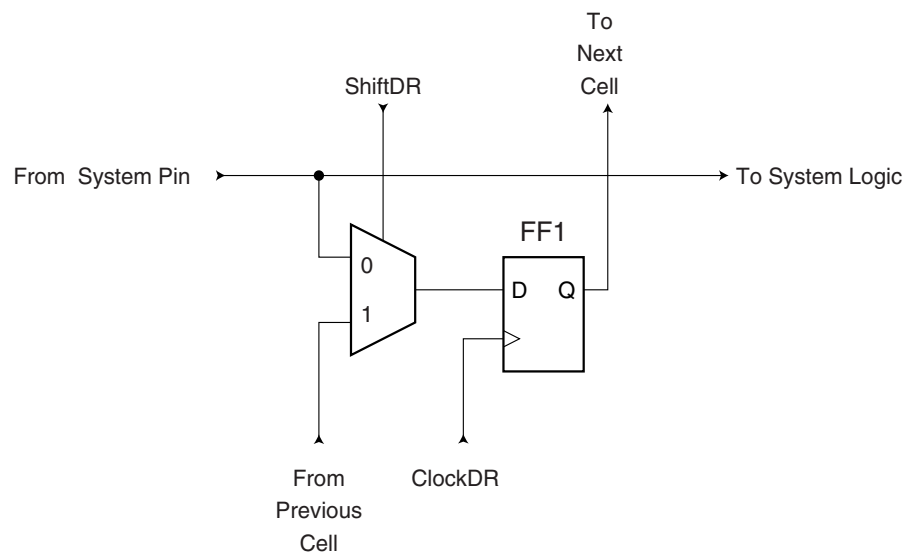 To
Next
Cell
ShiftDR
From System Pin
To System Logic
FF1
0
D Q
1
From
Previous
Cell
ClockDR